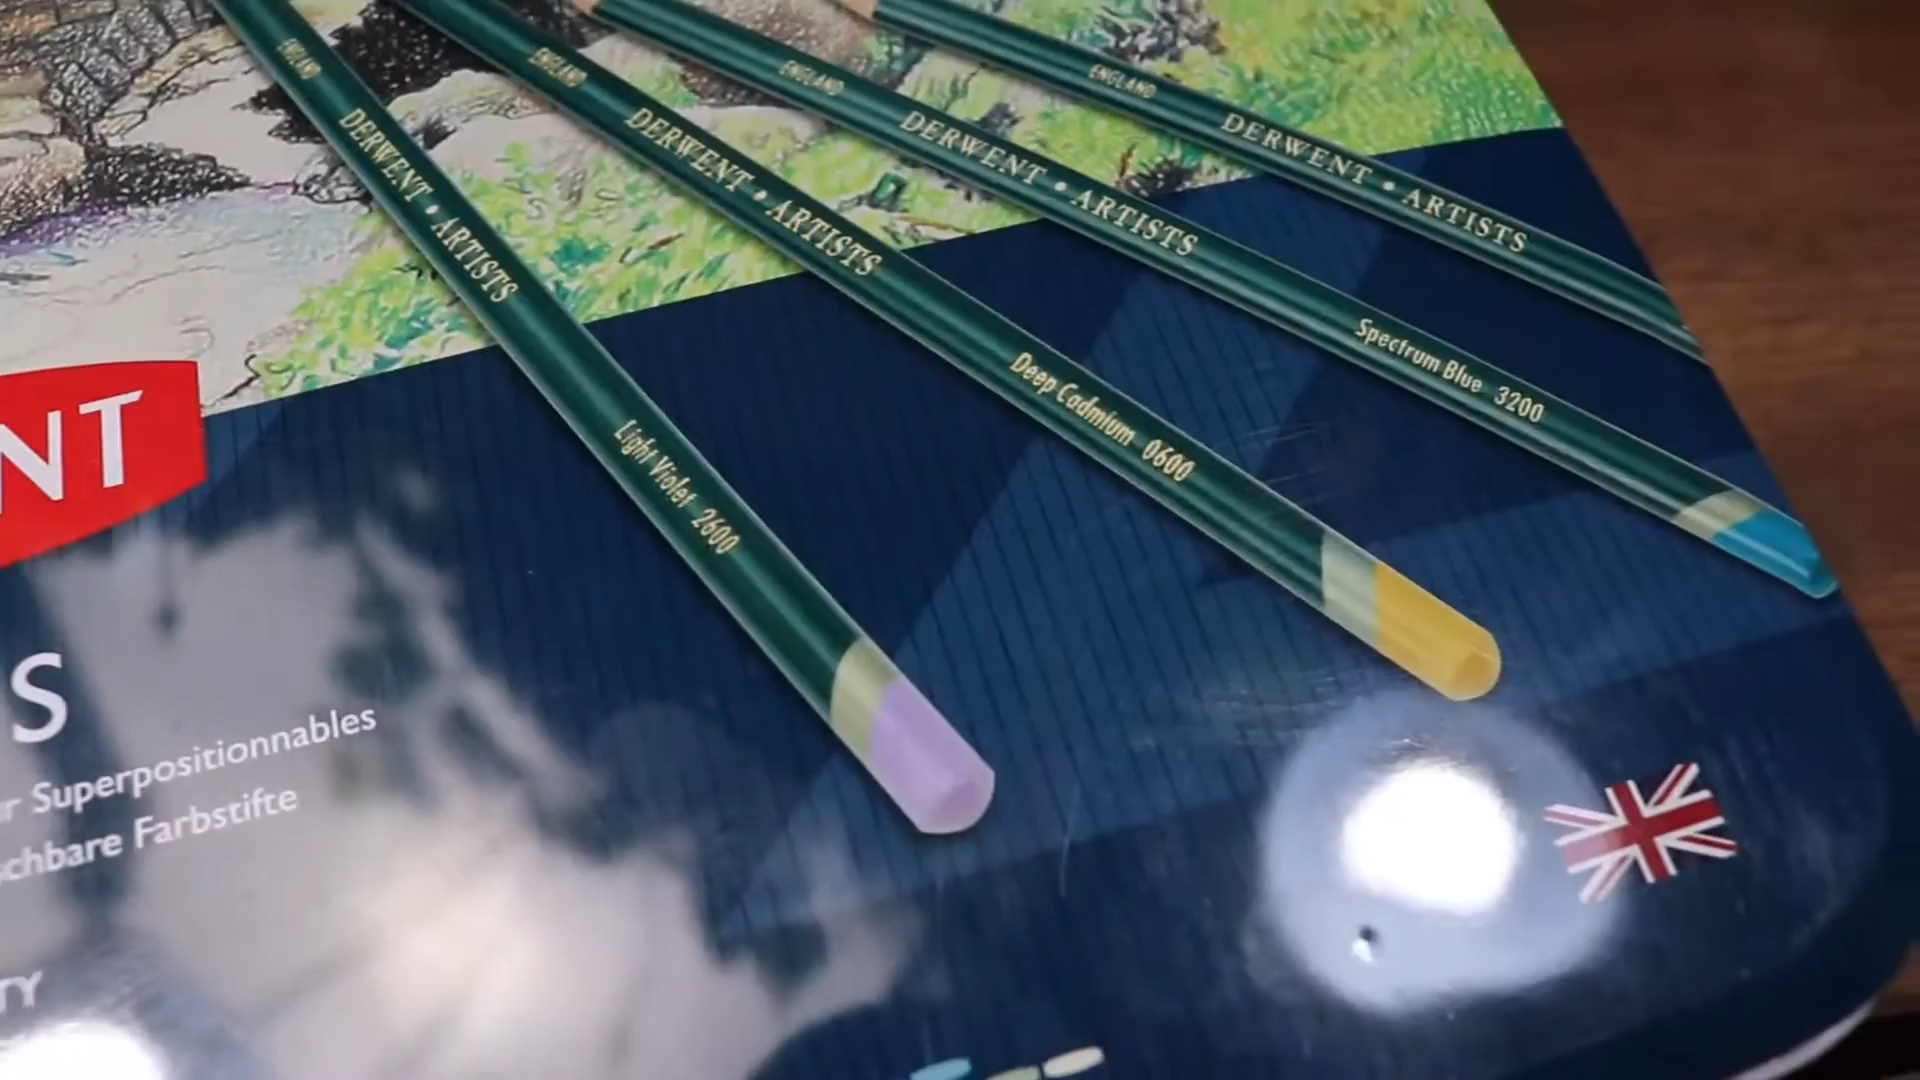 ENGLAND DERWENT • ARTISTS Light Violet 2600
ENGLAND DERWENT • ARTISTS Deep Cadmium 0600
ENGLAND DERWENT • ARTISTS Spectrum Blue 3200
ENGLAND DERWENT • ARTISTS
NT
S
r Superpositionnables
chbare Farbstifte
TY